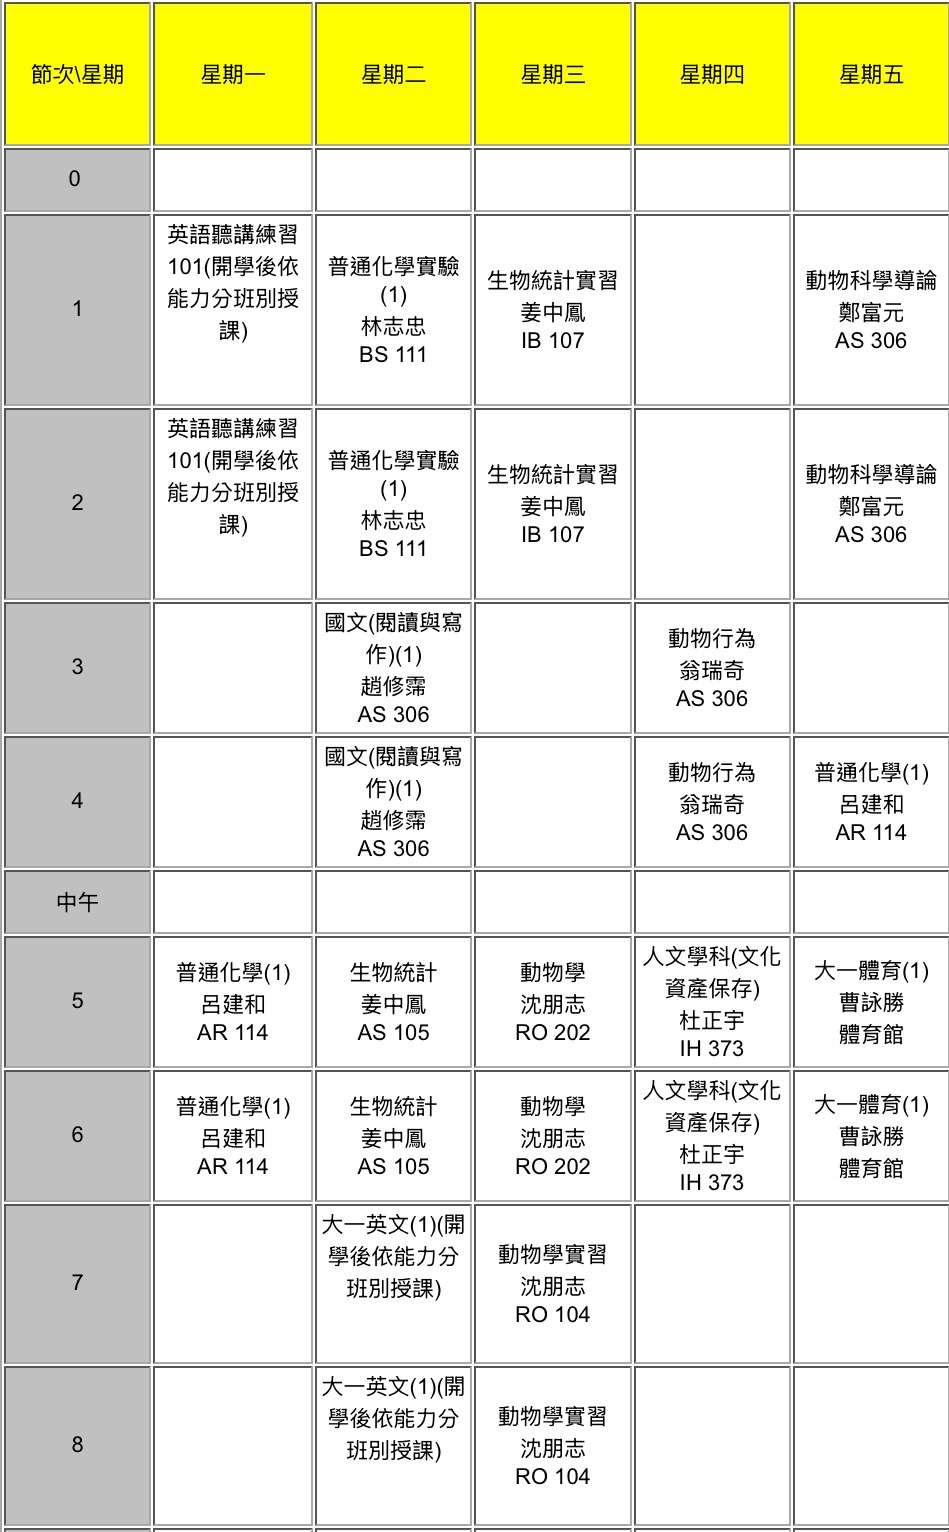 節次\星期
星期一
星期二
星期三
星期四
星期五
0
1
英語聽講練習
101(開學後依
能力分班別授
課)
普通化學實驗
(1)
林志忠
BS 111
生物統計實習
姜中鳳
IB 107
動物科學導論
鄭富元
AS 306
2
英語聽講練習
101(開學後依
能力分班別授
課)
普通化學實驗
(1)
林志忠
BS 111
生物統計實習
姜中鳳
IB 107
動物科學導論
鄭富元
AS 306
3
國文(閱讀與寫
作)(1)
趙修霈
AS 306
動物行為
翁瑞奇
AS 306
4
國文(閱讀與寫
作)(1)
趙修霈
AS 306
動物行為
翁瑞奇
AS 306
普通化學(1)
呂建和
AR 114
中午
5
普通化學(1)
呂建和
AR 114
生物統計
姜中鳳
AS 105
動物學
沈朋志
RO 202
人文學科(文化
資產保存)
杜正宇
IH 373
大一體育(1)
曹詠勝
體育館
6
普通化學(1)
呂建和
AR 114
生物統計
姜中鳳
AS 105
動物學
沈朋志
RO 202
人文學科(文化
資產保存)
杜正宇
IH 373
大一體育(1)
曹詠勝
體育館
7
大一英文(1)(開
學後依能力分
班別授課)
動物學實習
沈朋志
RO 104
8
大一英文(1)(開
學後依能力分
班別授課)
動物學實習
沈朋志
RO 104